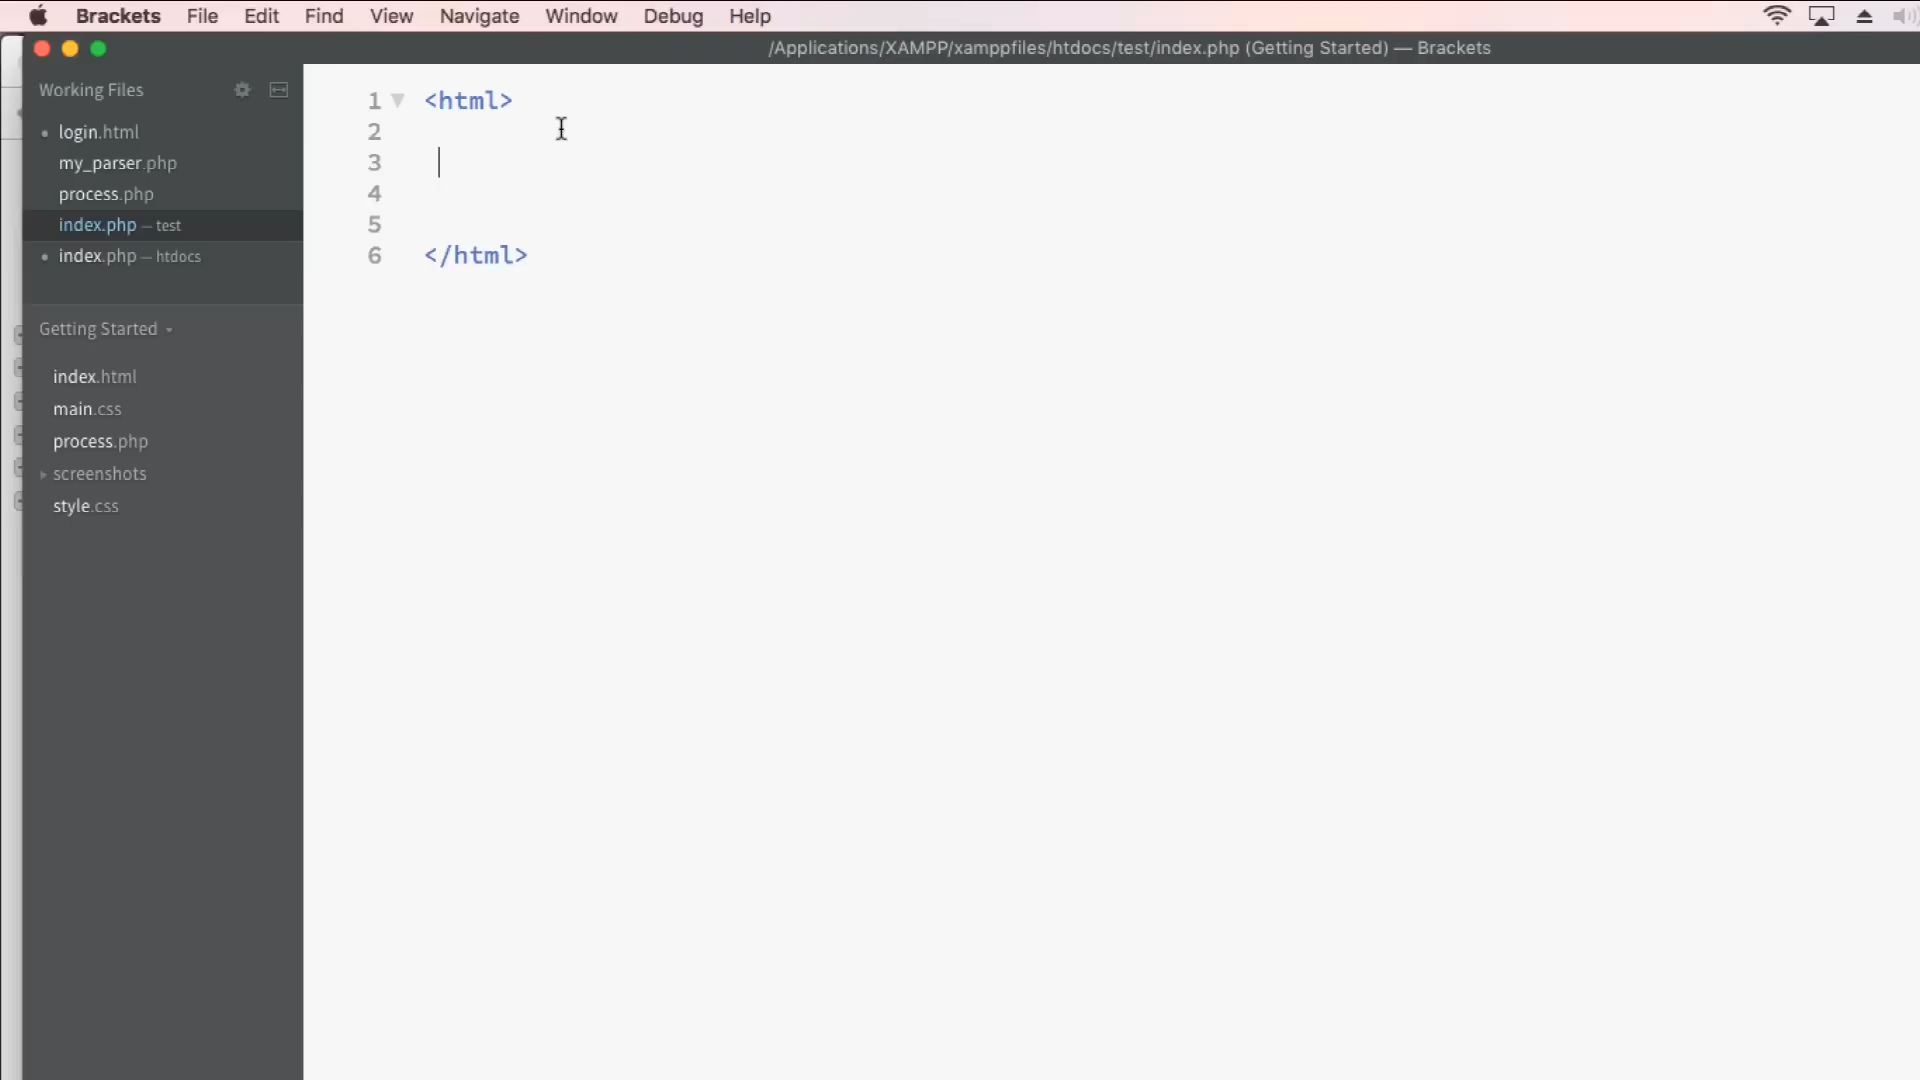 Brackets File Edit Find View Navigate Window Debug Help
/Applications/XAMPP/xamppfiles/htdocs/test/index.php (Getting Started) — Brackets
Working Files
login.html
my_parser.php
process.php
index.php — test
index.php — htdocs
Getting Started
index.html
main.css
process.php
screenshots
style.css
1 <html>
2
3
4
5
6 </html>